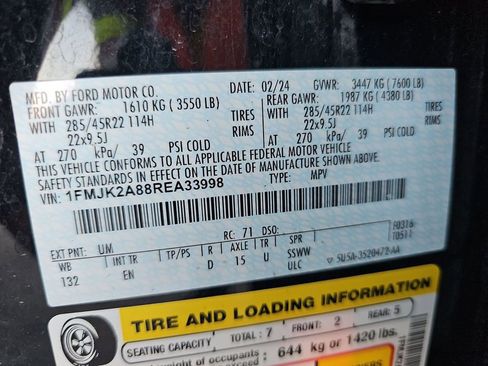 MFD. BY FORD MOTOR CO.
DATE: 02/24 GVWR: 3447 KG (7600 LB)
FRONT GAWR: 1610 KG (3550 LB) REAR GAWR: 1987 KG (4380 LB)
WITH 285/45R22 114H TIRES WITH 285/45R22 114H TIRES
22x9.5J RIMS 22x9.5J RIMS
AT 270 kPa/ 39 PSI COLD AT 270 kPa/ 39 PSI COLD
THIS VEHICLE CONFORMS TO ALL APPLICABLE FEDERAL MOTOR VEHICLE
SAFETY STANDARDS IN EFFECT ON THE DATE OF MANUFACTURE SHOWN ABOVE.
VIN: 1FMJK2A88REA33998 TYPE: MPV
EXT PNT: UM RC: 71 DSO: F0316
WB INT TR TP/PS R AXLE TR SPR T0511
132 EN D 15 U SSWW
ULC 5U5A-3520472-AA
TIRE AND LOADING INFORMATION
SEATING CAPACITY TOTAL: 7 FRONT: 2 REAR: 5
weight of occupants 644 kg or 1420 lbs.